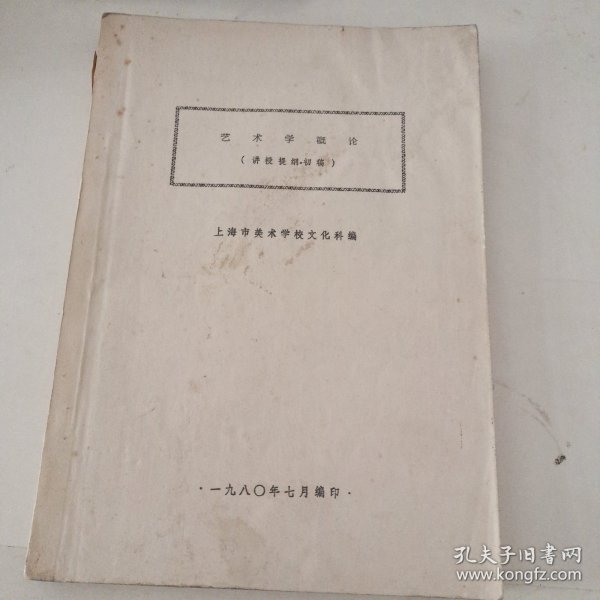 艺术学概论
（讲授提纲·初稿）
上海市美术学校文化科编
·一九八〇年七月编印·
孔夫子旧书网
www.kongfz.com